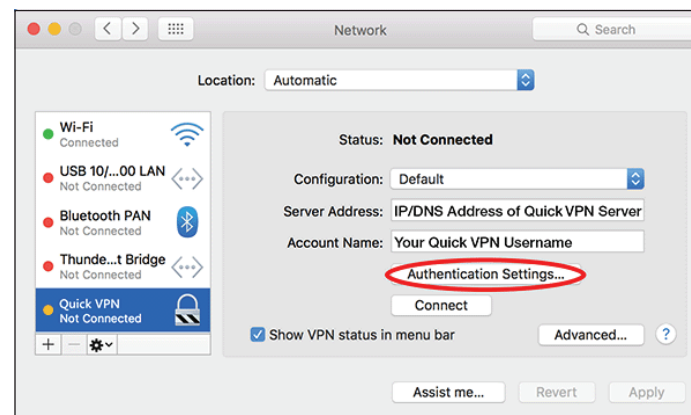 Network
Search
Location: Automatic
Wi-Fi
Connected
USB 10/...00 LAN
Not Connected
Bluetooth PAN
Not Connected
Thunde...t Bridge
Not Connected
Quick VPN
Not Connected
Status: Not Connected
Configuration: Default
Server Address: IP/DNS Address of Quick VPN Server
Account Name: Your Quick VPN Username
Authentication Settings...
Connect
Show VPN status in menu bar
Advanced...
?
Assist me...
Revert
Apply